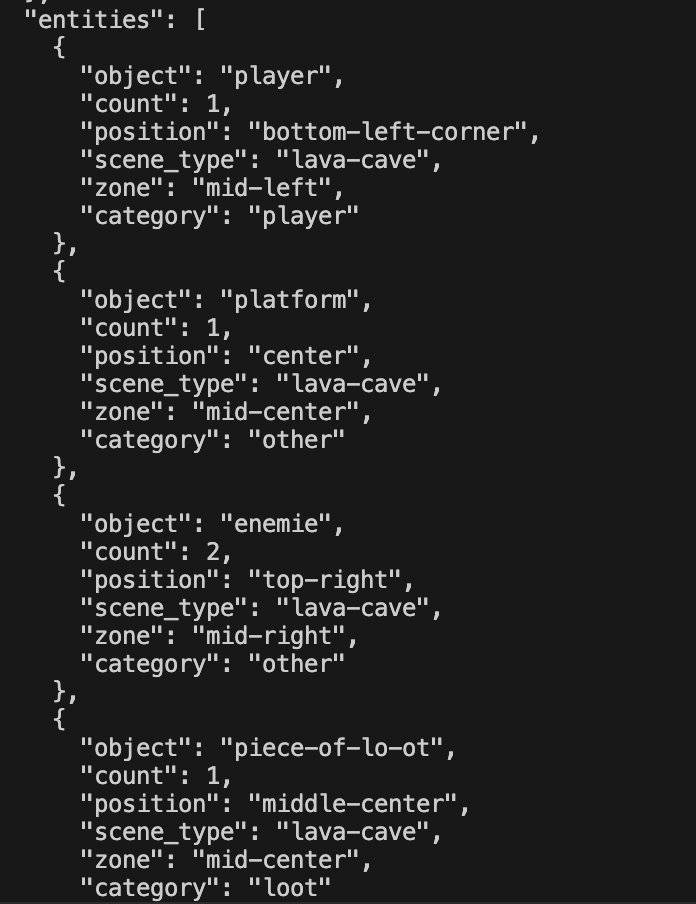 "entities": [
{
"object": "player",
"count": 1,
"position": "bottom-left-corner",
"scene_type": "lava-cave",
"zone": "mid-left",
"category": "player"
},
{
"object": "platform",
"count": 1,
"position": "center",
"scene_type": "lava-cave",
"zone": "mid-center",
"category": "other"
},
{
"object": "enemie",
"count": 2,
"position": "top-right",
"scene_type": "lava-cave",
"zone": "mid-right",
"category": "other"
},
{
"object": "piece-of-lo-ot",
"count": 1,
"position": "middle-center",
"scene_type": "lava-cave",
"zone": "mid-center",
"category": "loot"